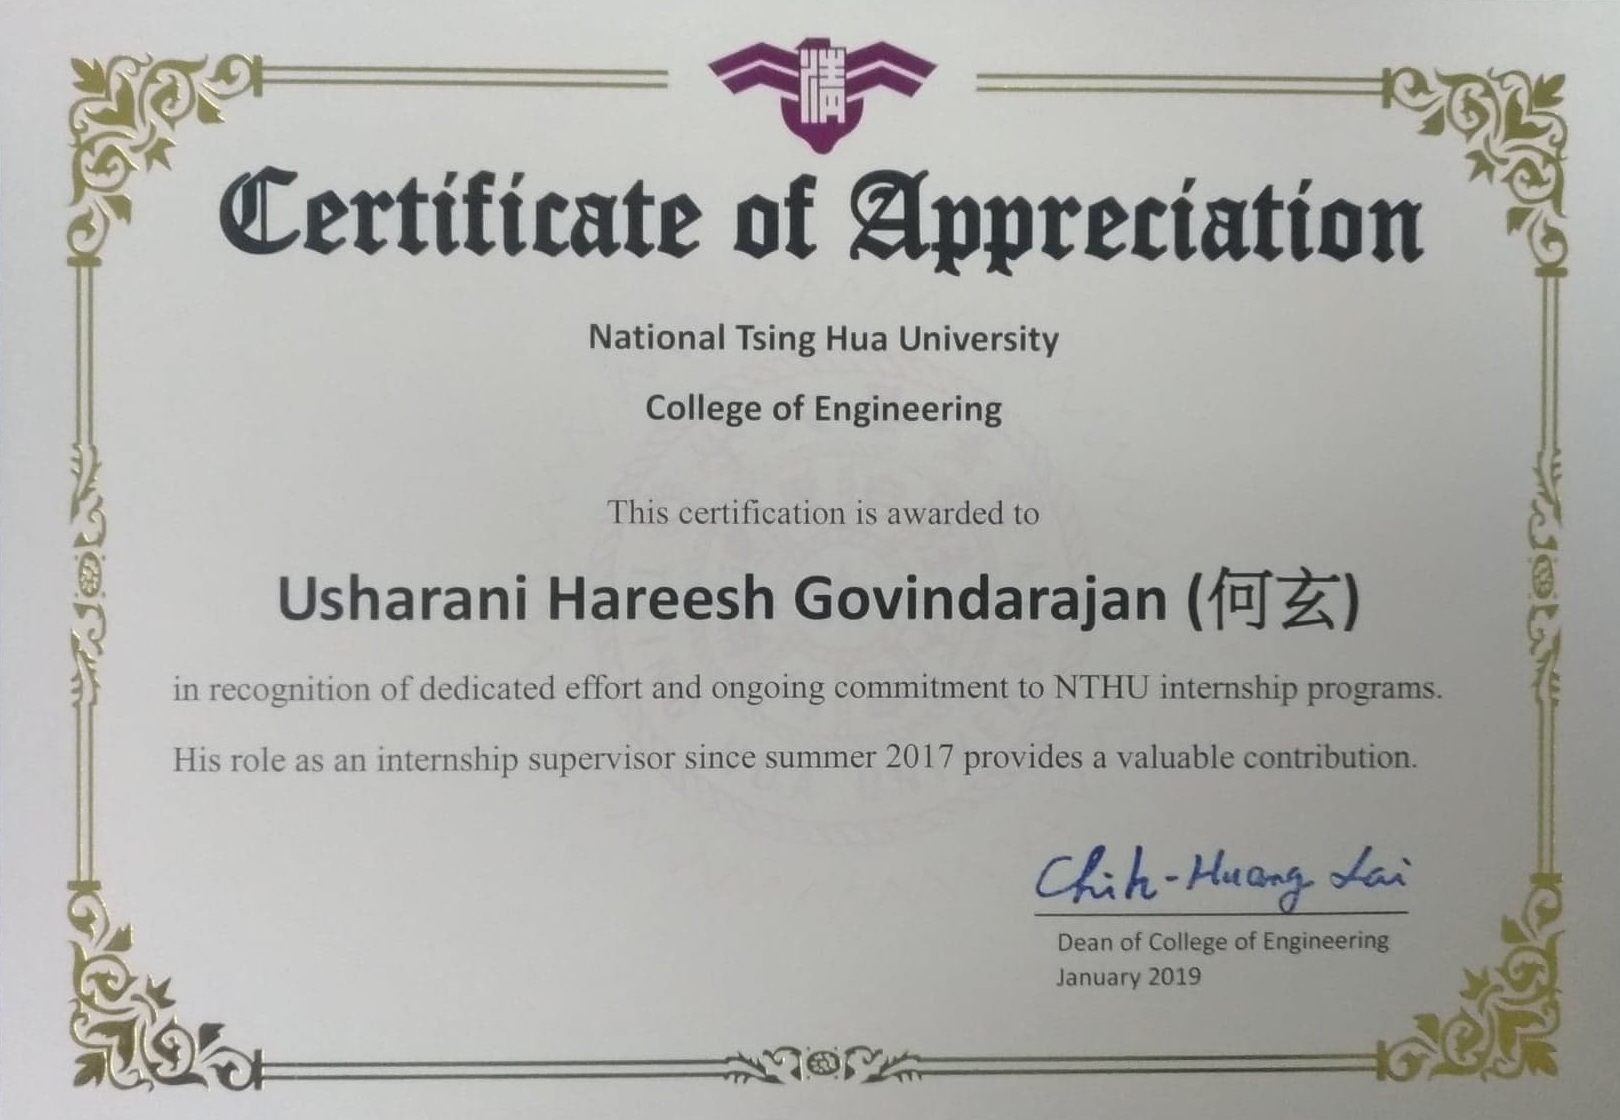 清
Certificate of Appreciation
National Tsing Hua University
College of Engineering
This certification is awarded to
Usharani Hareesh Govindarajan (何玄)
in recognition of dedicated effort and ongoing commitment to NTHU internship programs.
His role as an internship supervisor since summer 2017 provides a valuable contribution.
Chih-Huang Lai
Dean of College of Engineering
January 2019